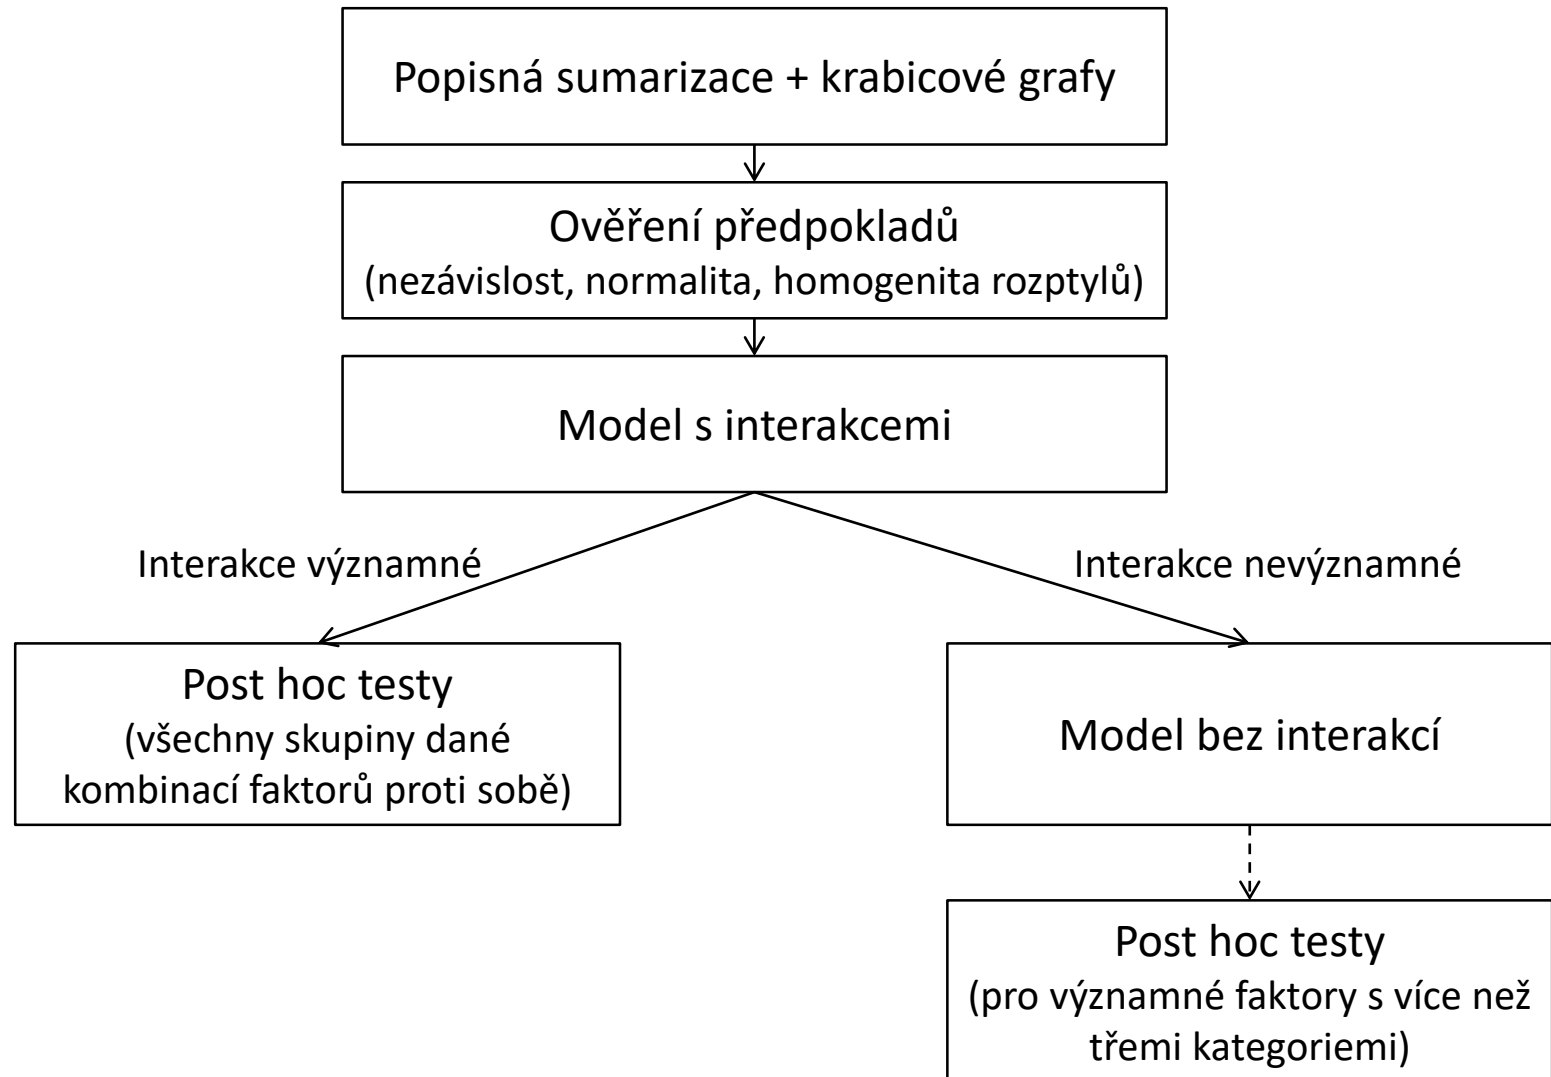 Popisná sumarizace + krabicové grafy
Ověření předpokladů
(nezávislost, normalita, homogenita rozptylů)
Model s interakcemi
Interakce významné
Interakce nevýznamné
Post hoc testy
(všechny skupiny dané
kombinací faktorů proti sobě)
Model bez interakcí
Post hoc testy
(pro významné faktory s více než
třemi kategoriemi)